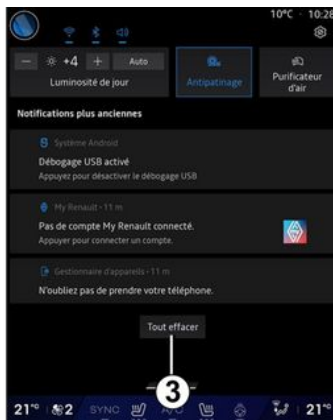 10°C · 10:28
− +4 + Auto
Luminosité de jour
Antipatinage
Purificateur
d'air
Notifications plus anciennes
Système Android
Débogage USB activé
Appuyez pour désactiver le débogage USB
My Renault · 11 m
Pas de compte My Renault connecté.
Appuyer pour connecter un compte.
Gestionnaire d'appareils · 11 m
N'oubliez pas de prendre votre téléphone.
Tout effacer
3
21°° 2 SYNC A/C 21°°